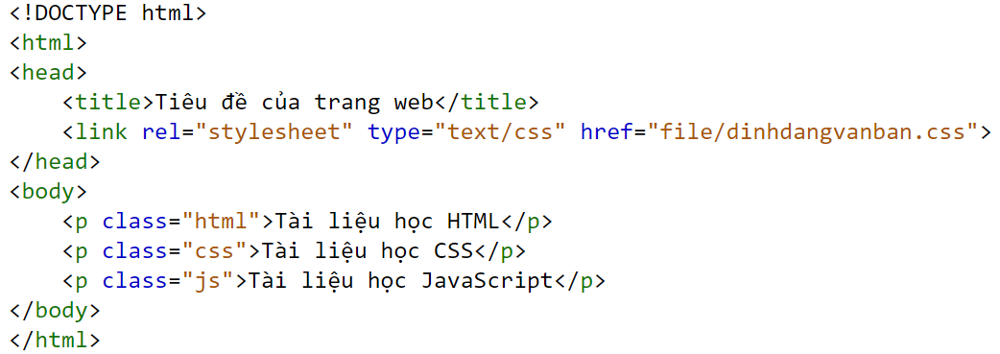 <!DOCTYPE html>
<html>
<head>
    <title>Tiêu đề của trang web</title>
    <link rel="stylesheet" type="text/css" href="file/dinhdangvanban.css">
</head>
<body>
    <p class="html">Tài liệu học HTML</p>
    <p class="css">Tài liệu học CSS</p>
    <p class="js">Tài liệu học JavaScript</p>
</body>
</html>